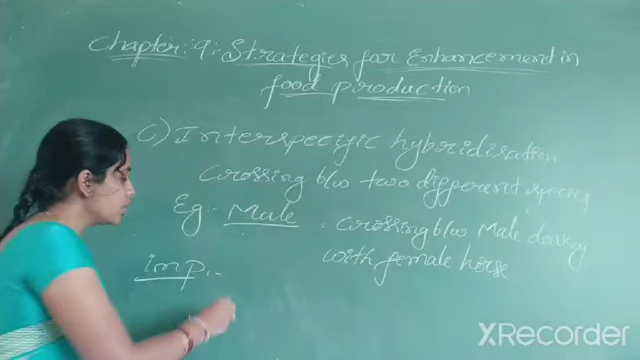 Chapter:9:Strategies for Enhancement in
food production
C) Interspecific hybridisation
Crossing b/w two different species
Eg:- Mule = crossing b/w Male donkey
with female horse
imp:-
XRecorder